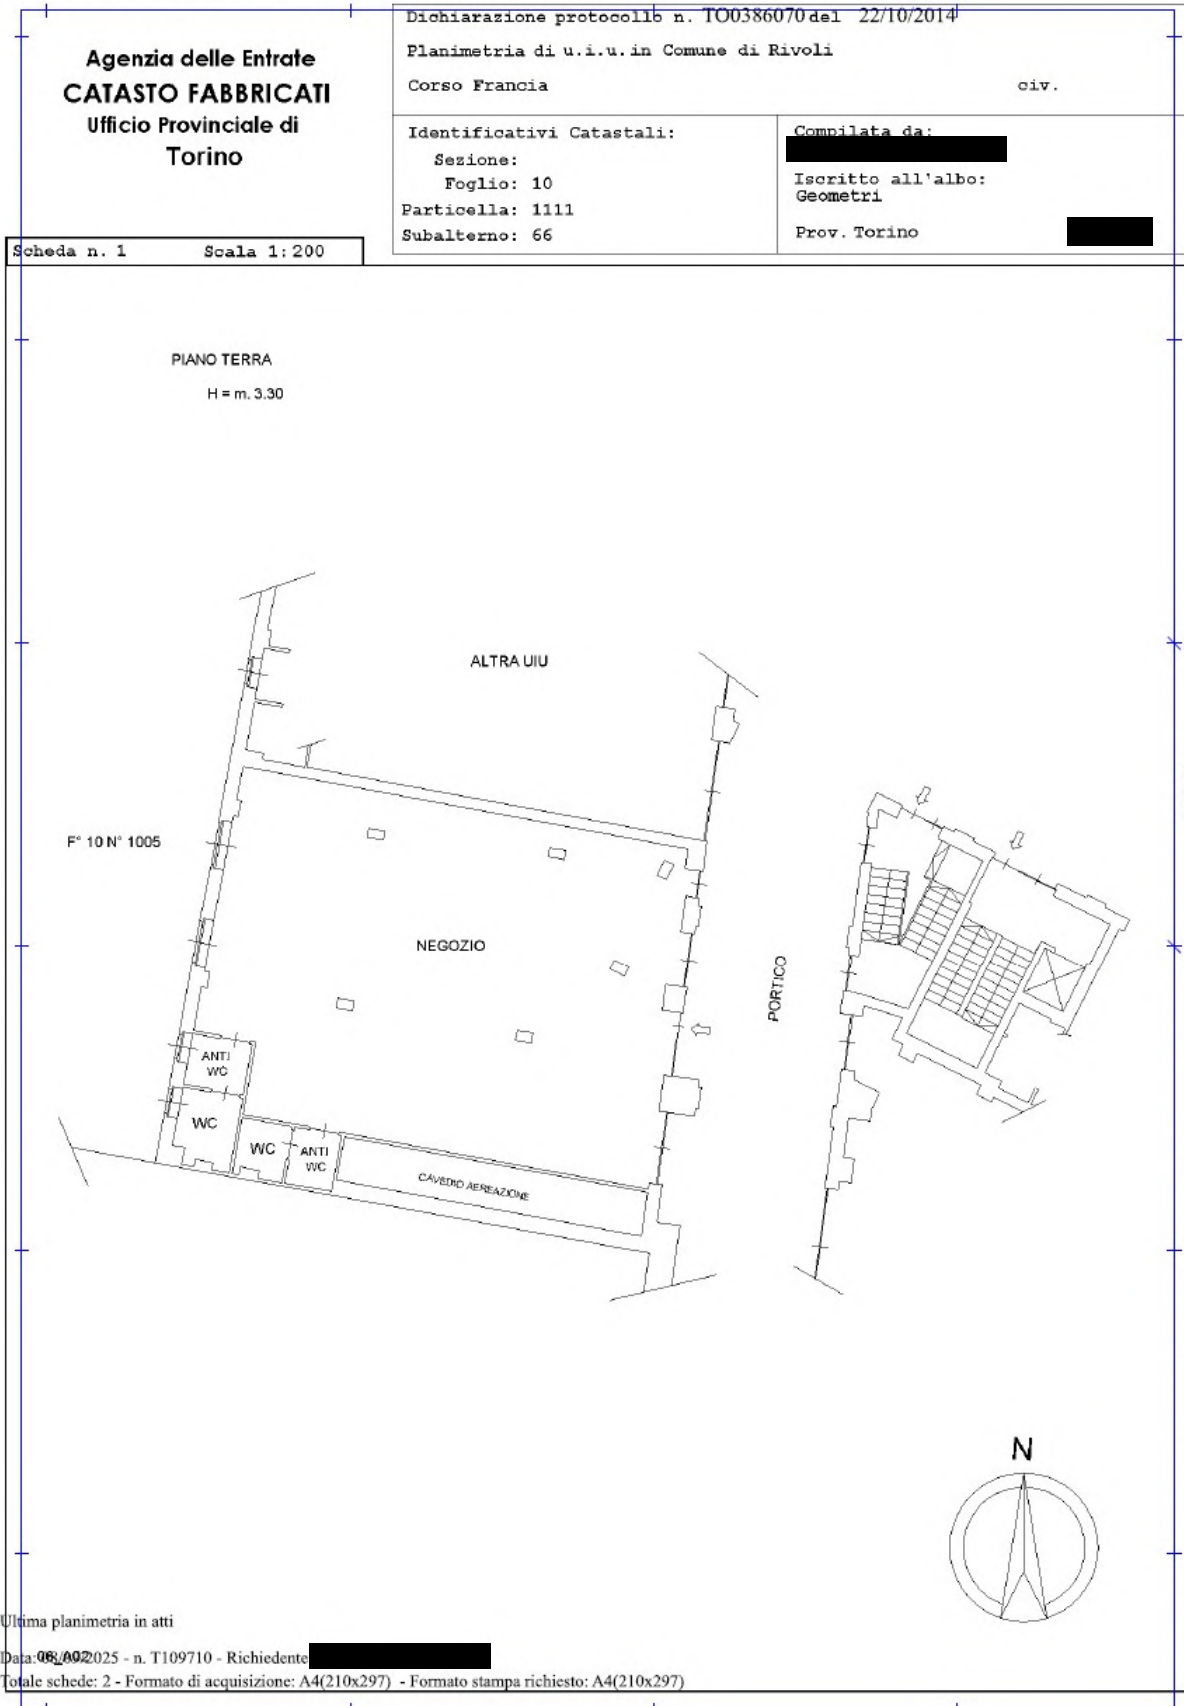 Agenzia delle Entrate
CATASTO FABBRICATI
Ufficio Provinciale di
Torino
Dichiarazione protocollo n. TO0386070 del 22/10/2014
Planimetria di u.i.u. in Comune di Rivoli
Corso Francia civ.
Identificativi Catastali:
Sezione:
Foglio: 10
Particella: 1111
Subalterno: 66
Compilata da:
Iscritto all'albo:
Geometri
Prov. Torino
Scheda n. 1 Scala 1:200
PIANO TERRA
H = m. 3.30
ALTRA UIU
F° 10 N° 1005
NEGOZIO
PORTICO
ANTI
WC
WC
WC
ANTI
WC
CAVEDIO AEREAZIONE
N
Ultima planimetria in atti
Data: 2025 - n. T109710 - Richiedente
Totale schede: 2 - Formato di acquisizione: A4(210x297) - Formato stampa richiesto: A4(210x297)